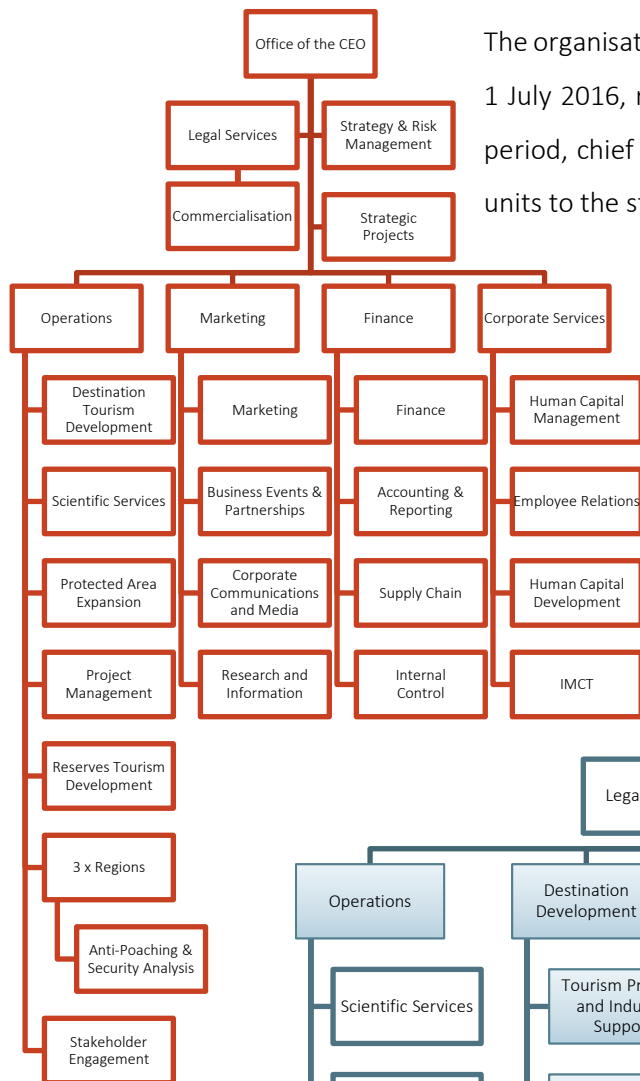 Office of the CEO
The organisat
1 July 2016, r
period, chief
units to the st
Legal Services
Strategy & Risk
Management
Commercialisation
Strategic
Projects
Operations
Marketing
Finance
Corporate Services
Destination
Tourism
Development
Scientific Services
Protected Area
Expansion
Project
Management
Reserves Tourism
Development
3 x Regions
Anti-Poaching &
Security Analysis
Stakeholder
Engagement
Marketing
Business Events &
Partnerships
Corporate
Communications
and Media
Research and
Information
Finance
Accounting &
Reporting
Supply Chain
Internal
Control
Human Capital
Management
Employee Relations
Human Capital
Development
IMCT
Lega
Operations
Destination
Development
Scientific Services
Tourism Pr
and Indu
Suppo